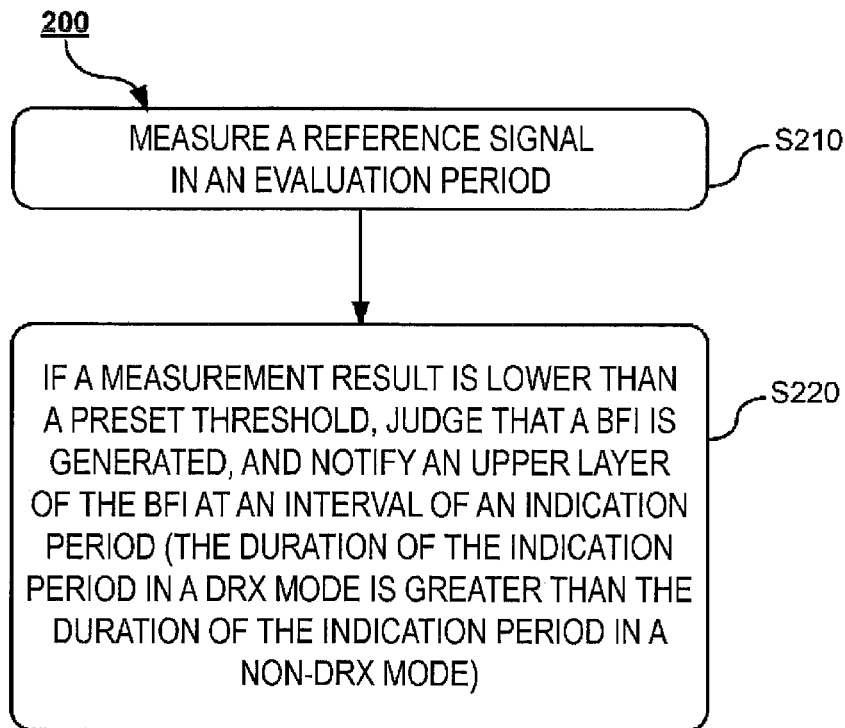 200
MEASURE A REFERENCE SIGNAL
IN AN EVALUATION PERIOD
S210
IF A MEASUREMENT RESULT IS LOWER THAN
A PRESET THRESHOLD, JUDGE THAT A BFI IS
GENERATED, AND NOTIFY AN UPPER LAYER
OF THE BFI AT AN INTERVAL OF AN INDICATION
PERIOD (THE DURATION OF THE INDICATION
PERIOD IN A DRX MODE IS GREATER THAN THE
DURATION OF THE INDICATION PERIOD IN A
NON-DRX MODE)
S220